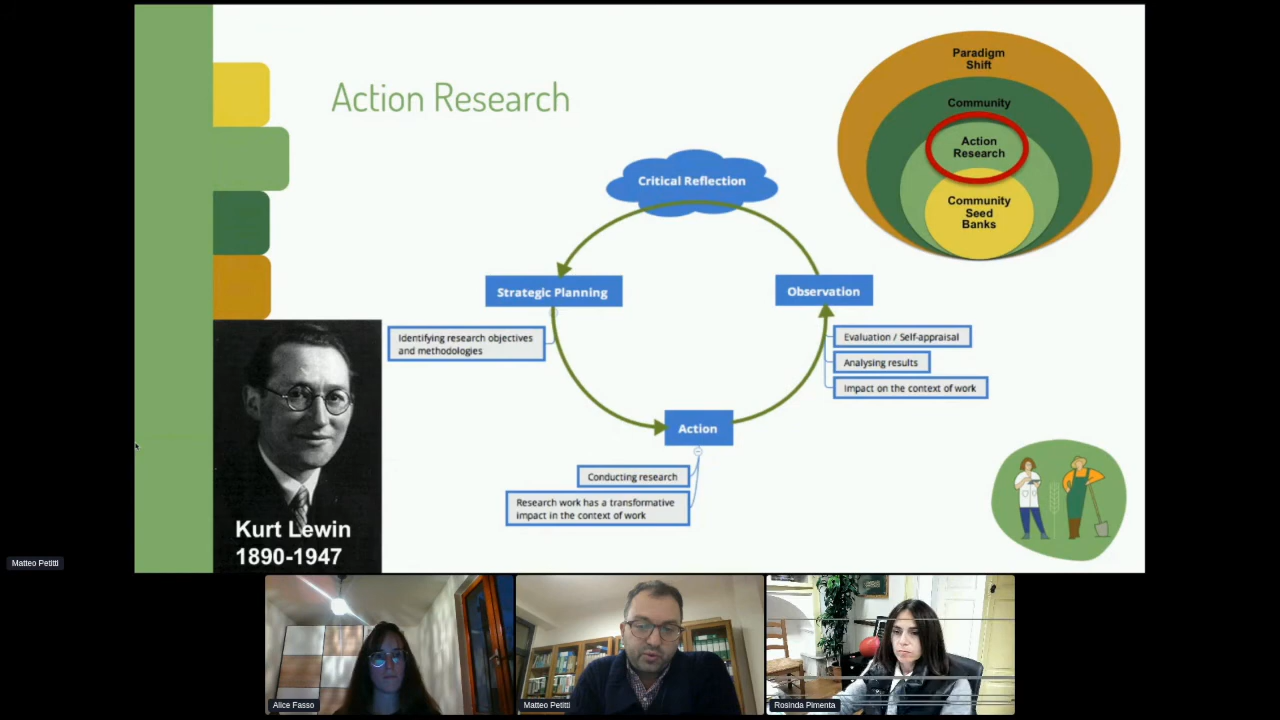 Action Research
Paradigm
Shift
Community
Action
Research
Community
Seed
Banks
Critical Reflection
Strategic Planning
Observation
Identifying research objectives
and methodologies
Evaluation / Self-appraisal
Analysing results
Impact on the context of work
Action
Conducting research
Research work has a transformative
impact in the context of work
Kurt Lewin
1890-1947
Matteo Petitti
Alice Fasso
Matteo Petitti
Rosinda Pimenta